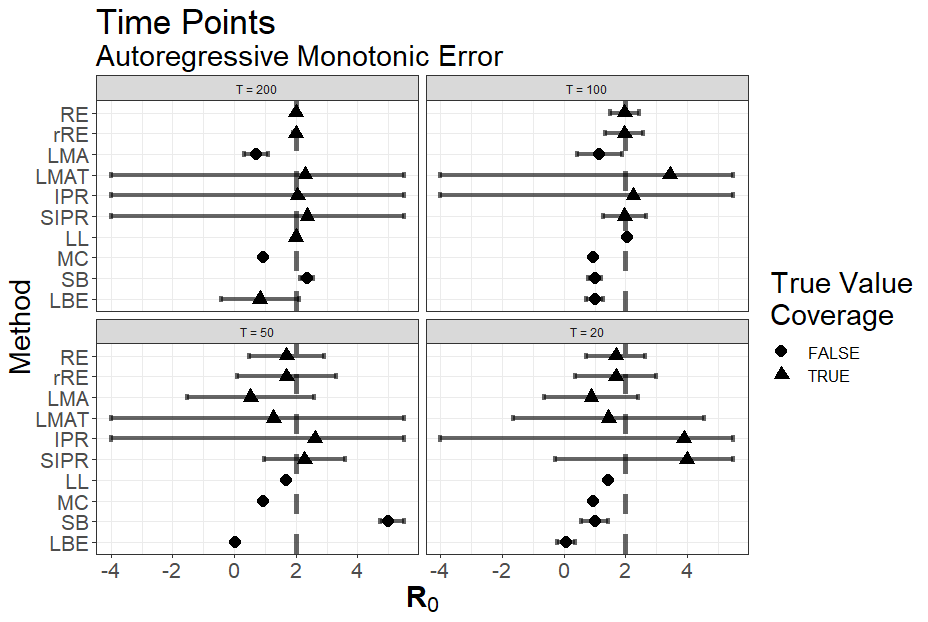 Time Points
Autoregressive Monotonic Error
T = 200
T = 100
RE
rRE
LMA
LMAT
IPR
SIPR
LL
MC
SB
LBE
T = 50
T = 20
RE
rRE
LMA
LMAT
IPR
SIPR
LL
MC
SB
LBE
Method
-4 -2 0 2 4 -4 -2 0 2 4
R0
True Value
Coverage
FALSE
TRUE